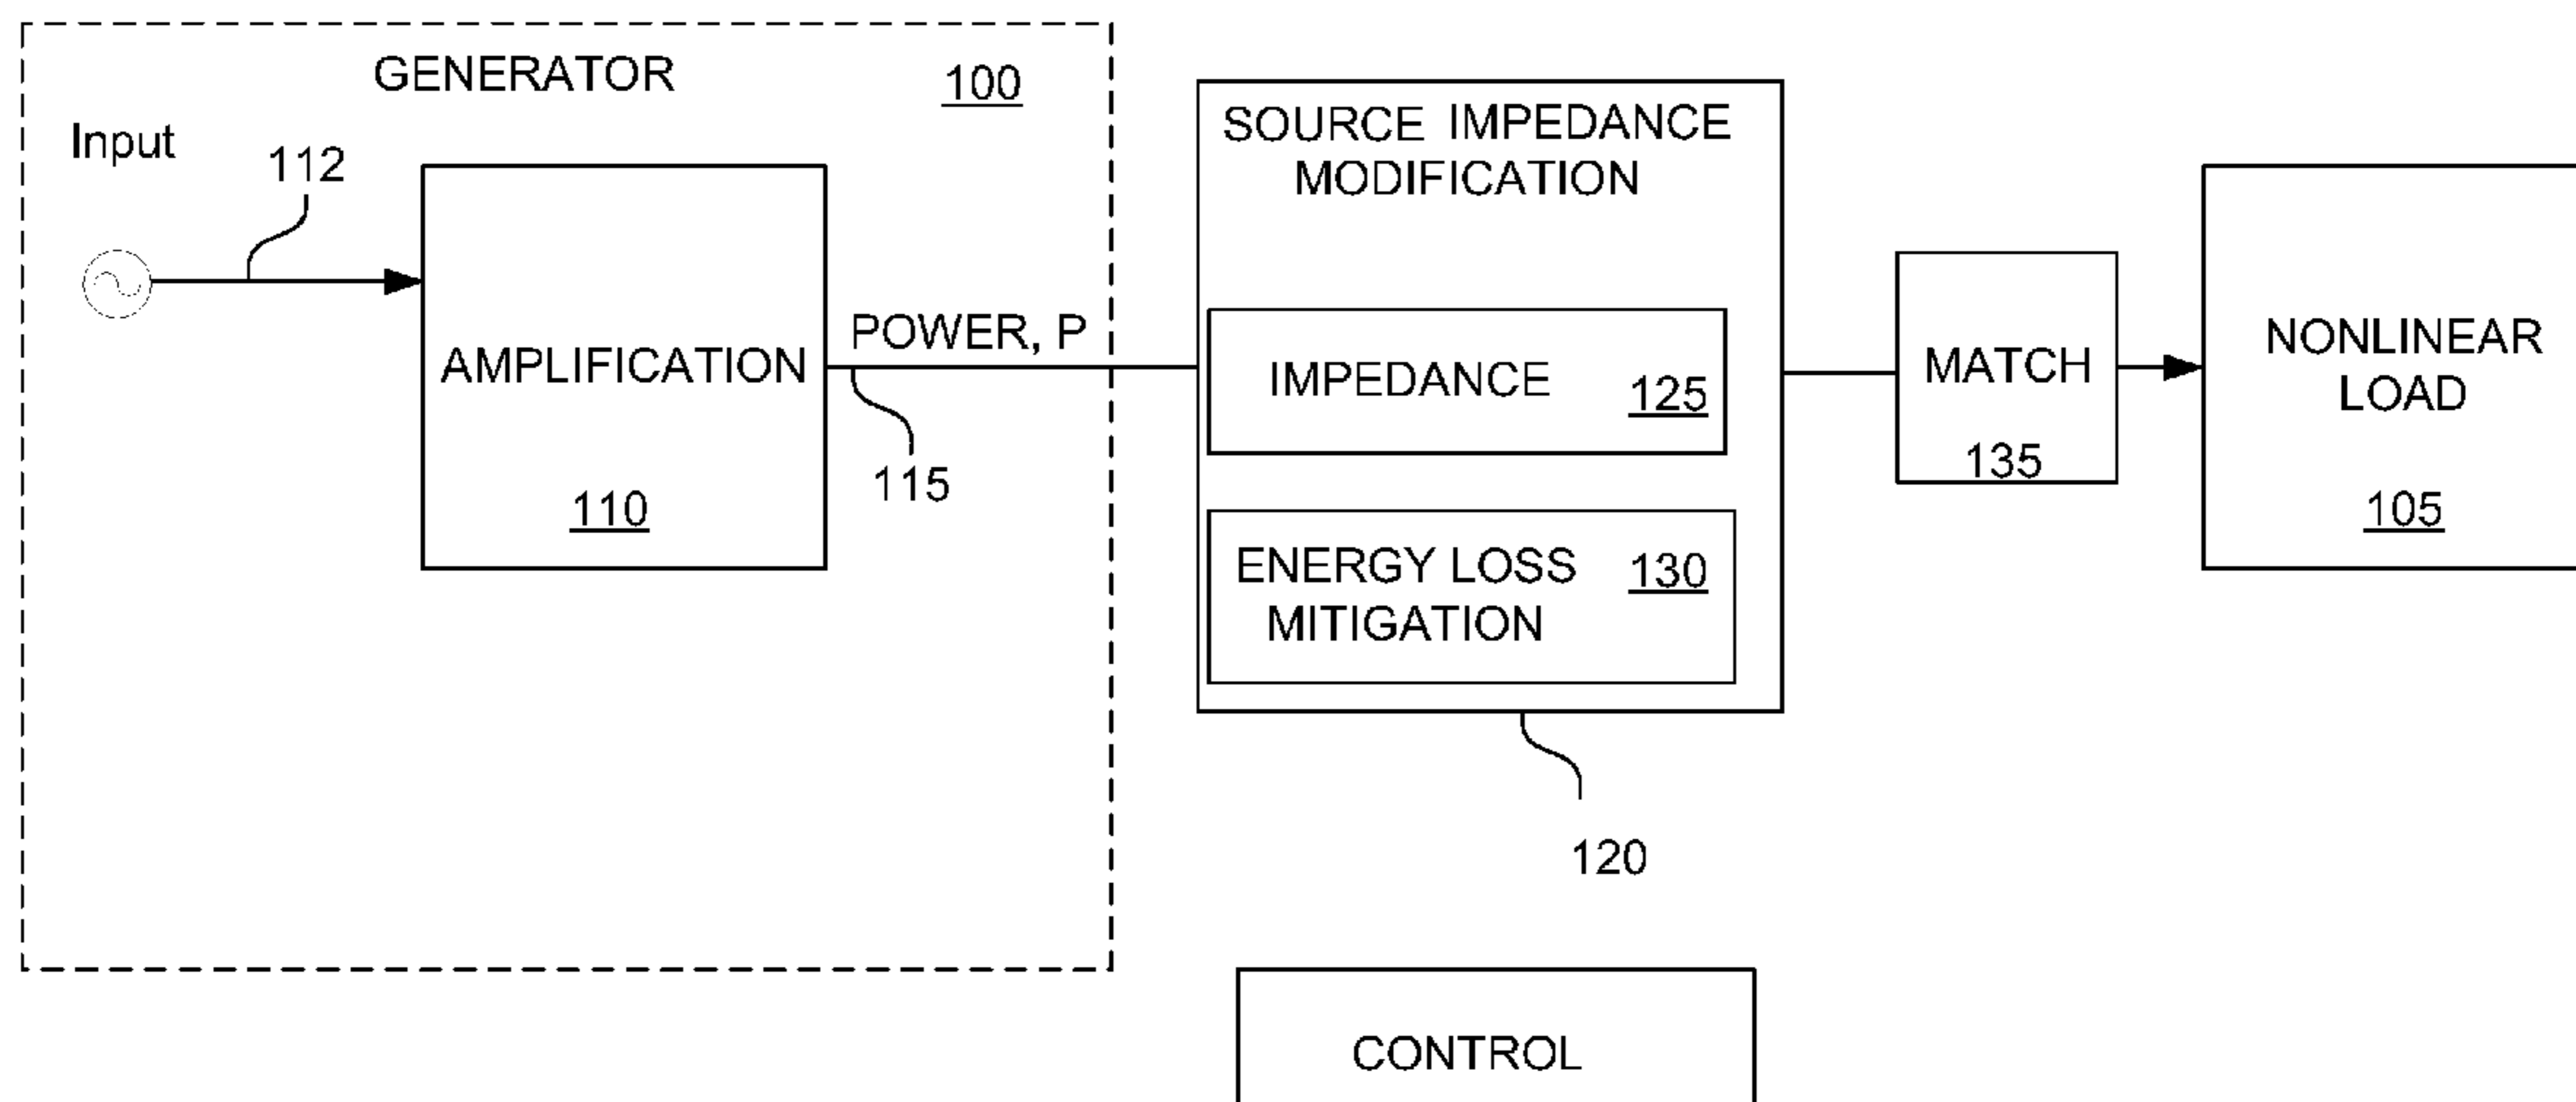 GENERATOR
100
Input
112
AMPLIFICATION
110
POWER, P
115
SOURCE IMPEDANCE
MODIFICATION
IMPEDANCE
125
ENERGY LOSS
MITIGATION
130
120
MATCH
135
NONLINEAR
LOAD
105
CONTROL